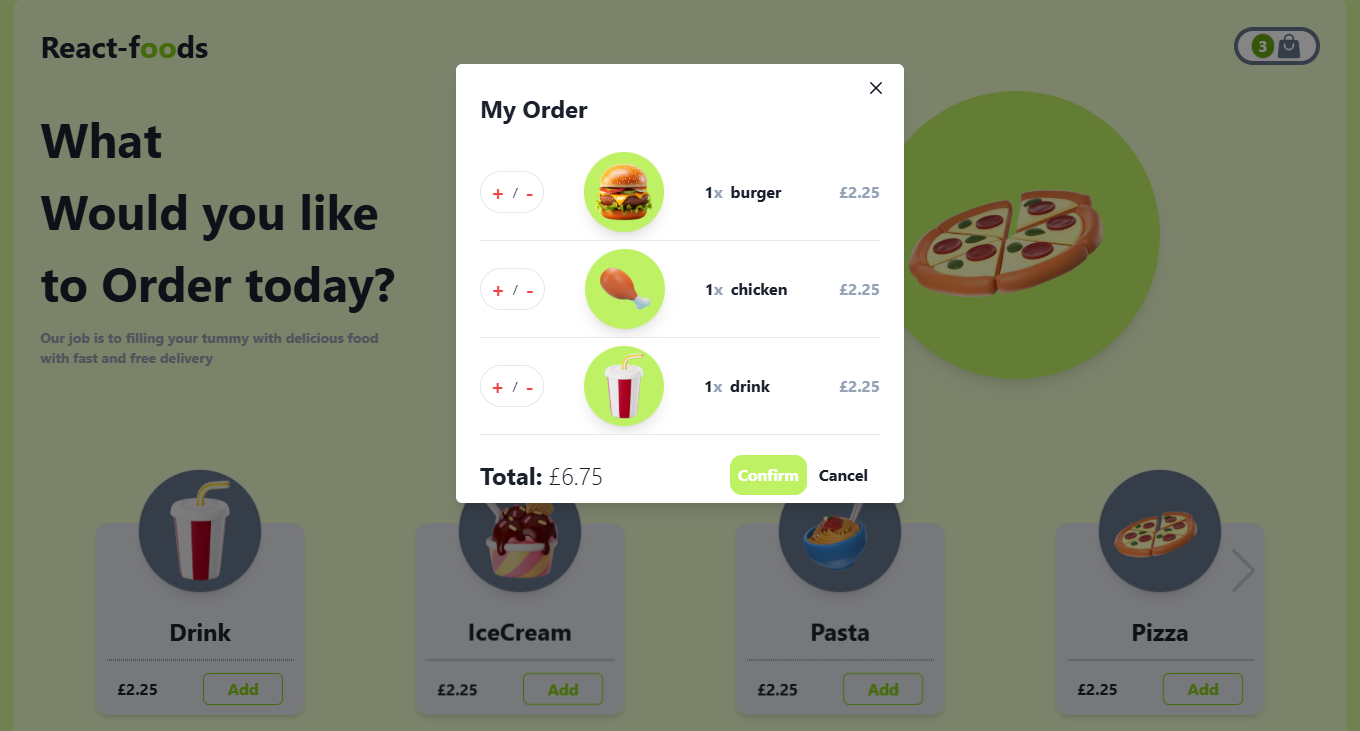 React-foods
3
What
Would you like
to Order today?
Our job is to filling your tummy with delicious food
with fast and free delivery
My Order
+ / - 1x burger £2.25
+ / - 1x chicken £2.25
+ / - 1x drink £2.25
Total: £6.75 Confirm Cancel
Drink
£2.25 Add
IceCream
£2.25 Add
Pasta
£2.25 Add
Pizza
£2.25 Add